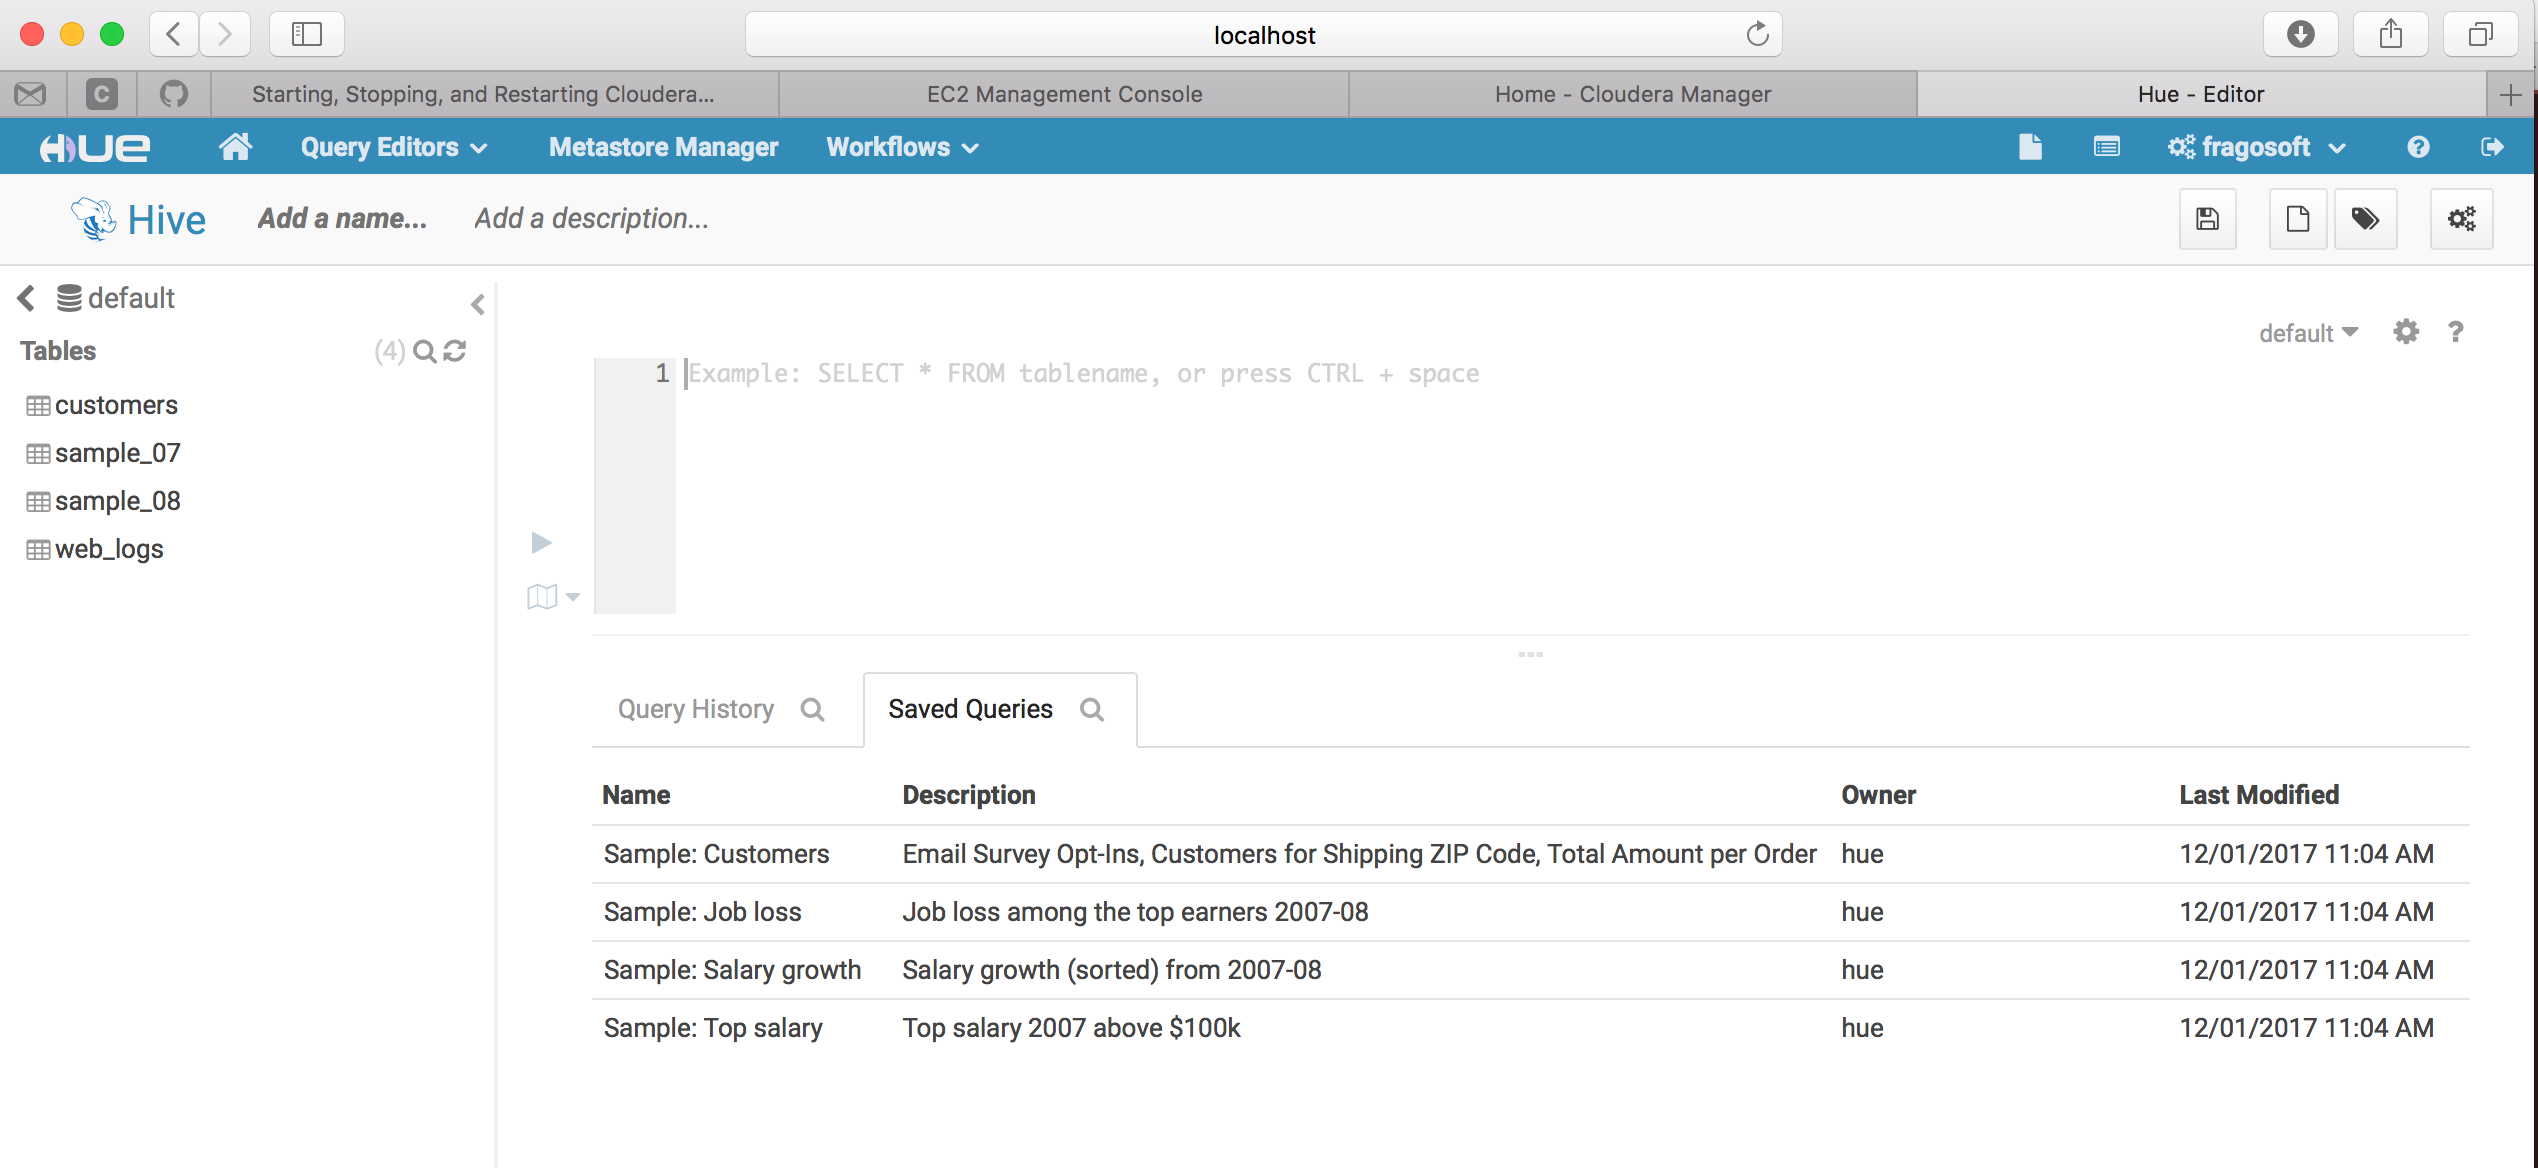 localhost
C
Starting, Stopping, and Restarting Cloudera...
EC2 Management Console
Home - Cloudera Manager
Hue - Editor
HUE
Query Editors
Metastore Manager
Workflows
fragosoft
Hive
Add a name...
Add a description...
default
Tables
(4)
customers
sample_07
sample_08
web_logs
default
?
1
Example: SELECT * FROM tablename, or press CTRL + space
Query History
Saved Queries
Name Description Owner Last Modified
Sample: Customers Email Survey Opt-Ins, Customers for Shipping ZIP Code, Total Amount per Order hue 12/01/2017 11:04 AM
Sample: Job loss Job loss among the top earners 2007-08 hue 12/01/2017 11:04 AM
Sample: Salary growth Salary growth (sorted) from 2007-08 hue 12/01/2017 11:04 AM
Sample: Top salary Top salary 2007 above $100k hue 12/01/2017 11:04 AM